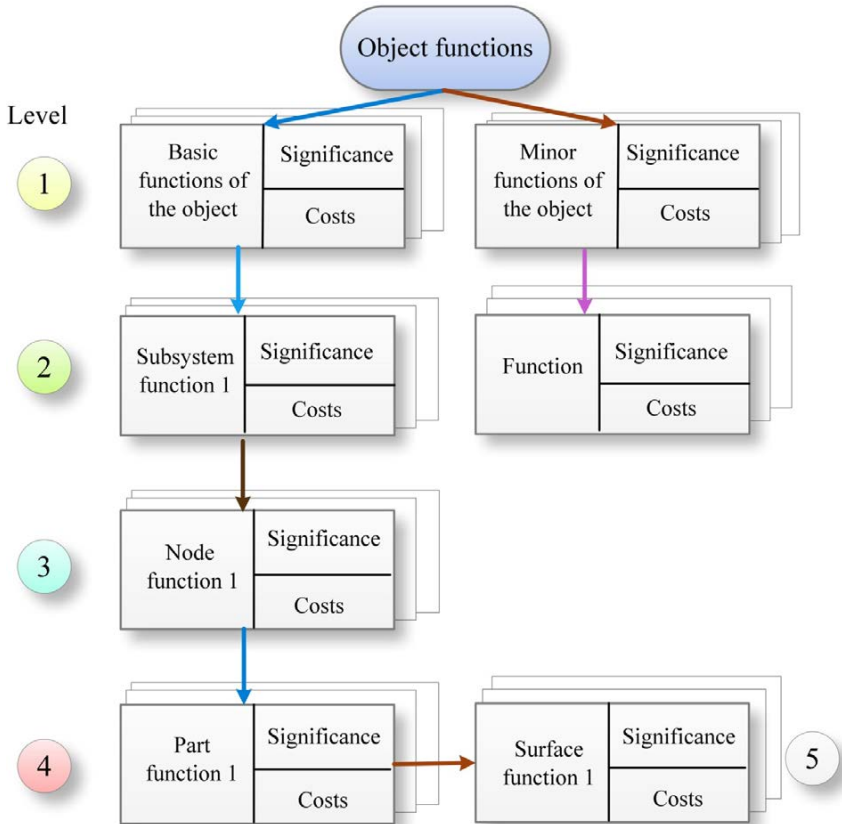 Object functions
Level
1
Basic
functions of
the object
Significance
Costs
Minor
functions of
the object
Significance
Costs
2
Subsystem
function 1
Significance
Costs
Function
Significance
Costs
3
Node
function 1
Significance
Costs
4
Part
function 1
Significance
Costs
Surface
function 1
Significance
Costs
5